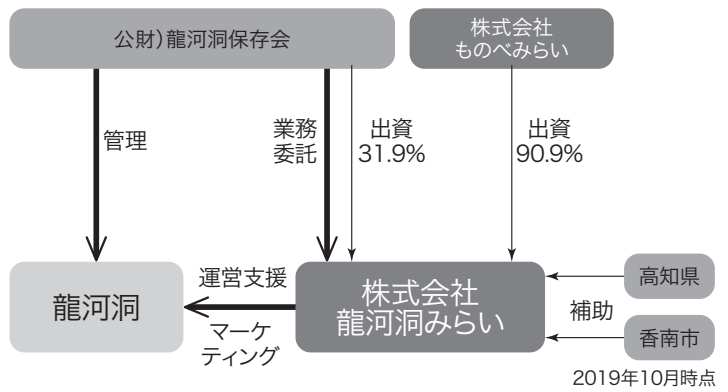 公財）龍河洞保存会
株式会社
ものべみらい
管理
業務
委託
出資
31.9%
出資
90.9%
龍河洞
運営支援
マーケ
ティング
株式会社
龍河洞みらい
補助
高知県
香南市
2019年10月時点